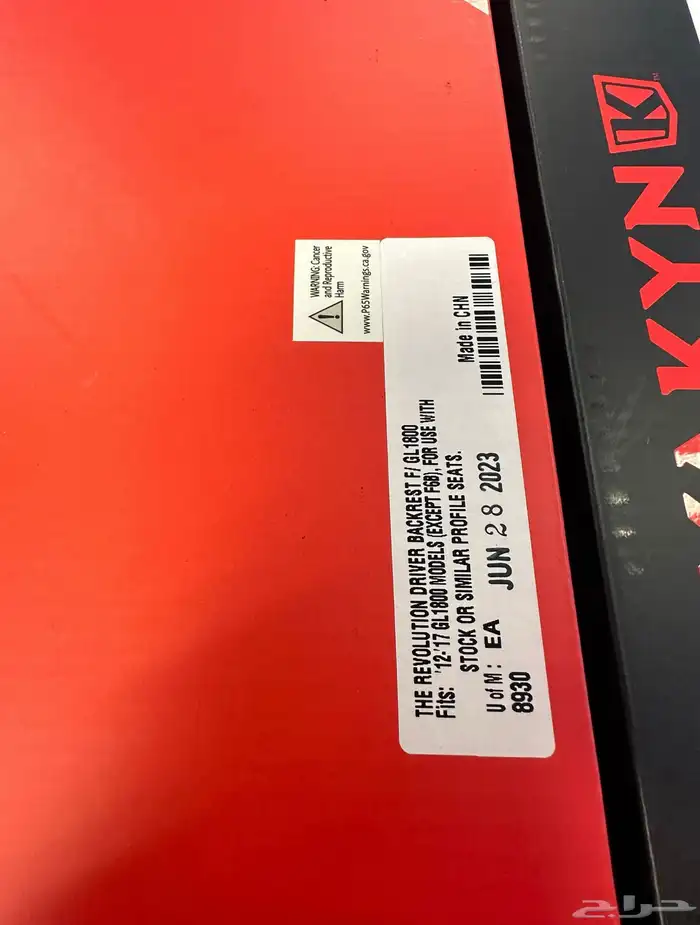 WARNING: Cancer
and Reproductive
Harm
www.P65Warnings.ca.gov
THE REVOLUTION DRIVER BACKREST F/ GL1800
Fits: '12-'17 GL1800 MODELS (EXCEPT F6B), FOR USE WITH
STOCK OR SIMILAR PROFILE SEATS.
U of M: EA JUN 28 2023
8930
Made in CHN
K™
AKYN
حراج